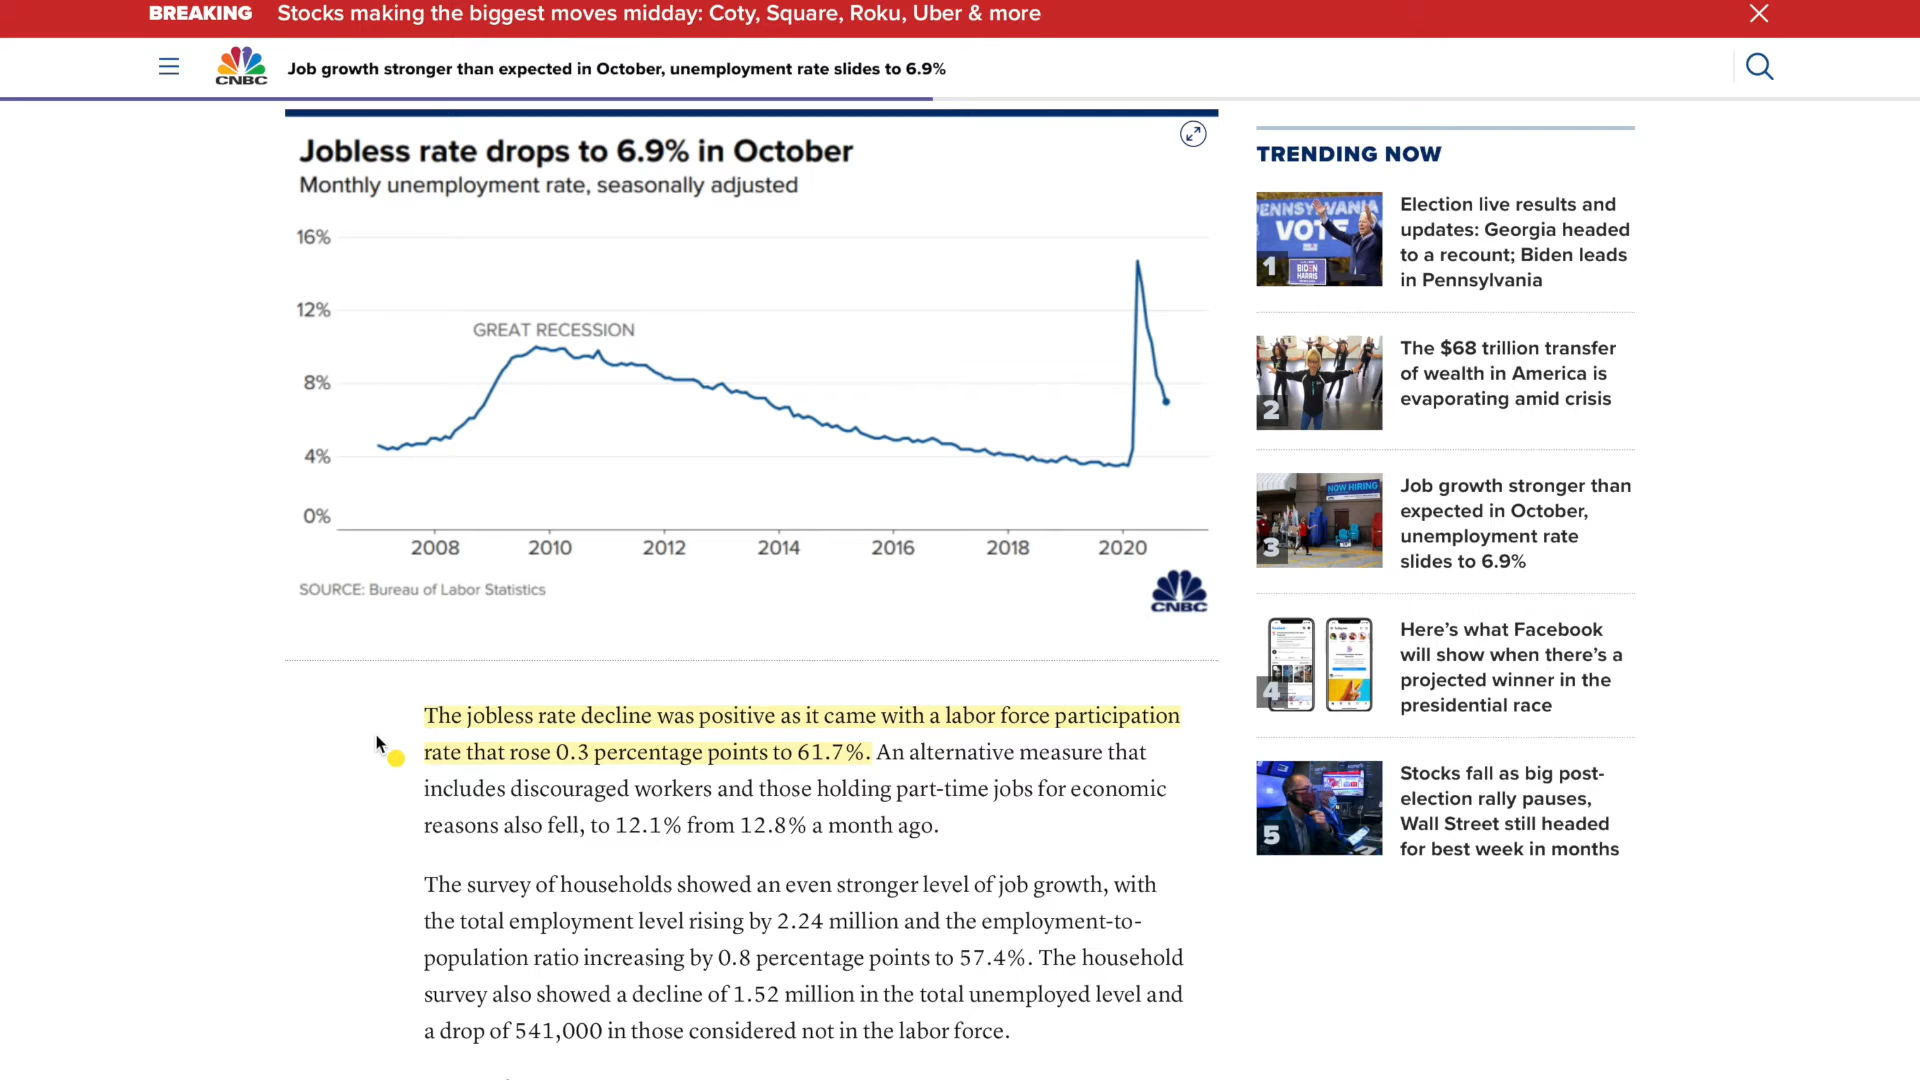 BREAKING Stocks making the biggest moves midday: Coty, Square, Roku, Uber & more
CNBC
Job growth stronger than expected in October, unemployment rate slides to 6.9%
Jobless rate drops to 6.9% in October
Monthly unemployment rate, seasonally adjusted
16%
12%
8%
4%
0%
GREAT RECESSION
2008 2010 2012 2014 2016 2018 2020
SOURCE: Bureau of Labor Statistics
CNBC
The jobless rate decline was positive as it came with a labor force participation
rate that rose 0.3 percentage points to 61.7%. An alternative measure that
includes discouraged workers and those holding part-time jobs for economic
reasons also fell, to 12.1% from 12.8% a month ago.
The survey of households showed an even stronger level of job growth, with
the total employment level rising by 2.24 million and the employment-to-
population ratio increasing by 0.8 percentage points to 57.4%. The household
survey also showed a decline of 1.52 million in the total unemployed level and
a drop of 541,000 in those considered not in the labor force.
TRENDING NOW
PENNSYLVANIA
VOTE
BIDEN
HARRIS
1
Election live results and
updates: Georgia headed
to a recount; Biden leads
in Pennsylvania
2
The $68 trillion transfer
of wealth in America is
evaporating amid crisis
NOW HIRING
3
Job growth stronger than
expected in October,
unemployment rate
slides to 6.9%
4
Here’s what Facebook
will show when there’s a
projected winner in the
presidential race
5
Stocks fall as big post-
election rally pauses,
Wall Street still headed
for best week in months